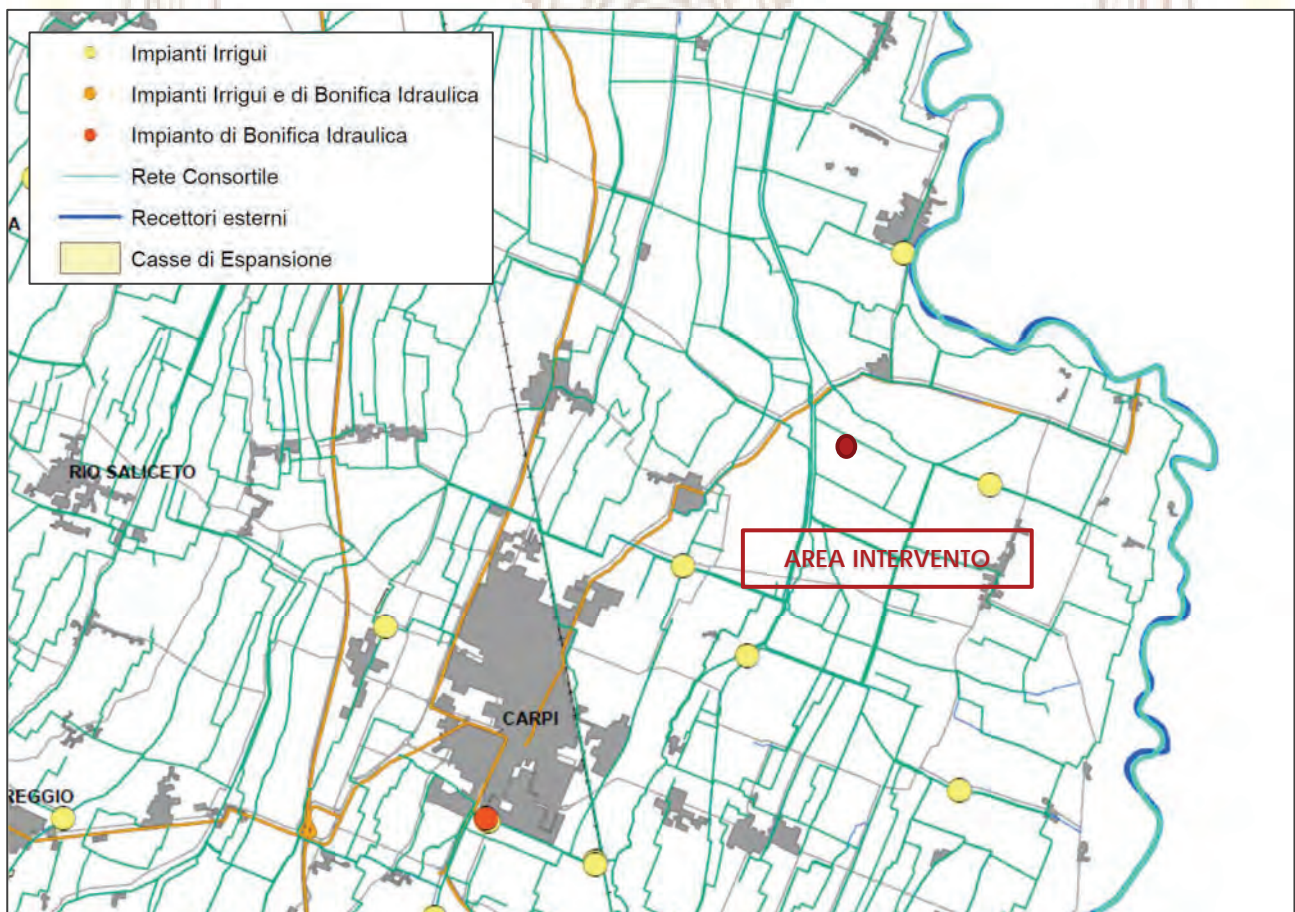 Impianti Irrigui
Impianti Irrigui e di Bonifica Idraulica
Impianto di Bonifica Idraulica
Rete Consortile
Recettori esterni
Casse di Espansione
A
RIO SALICETO
AREA INTERVENTO
CARPI
REGGIO